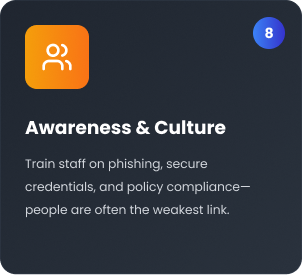 8
Awareness & Culture
Train staff on phishing, secure
credentials, and policy compliance—
people are often the weakest link.